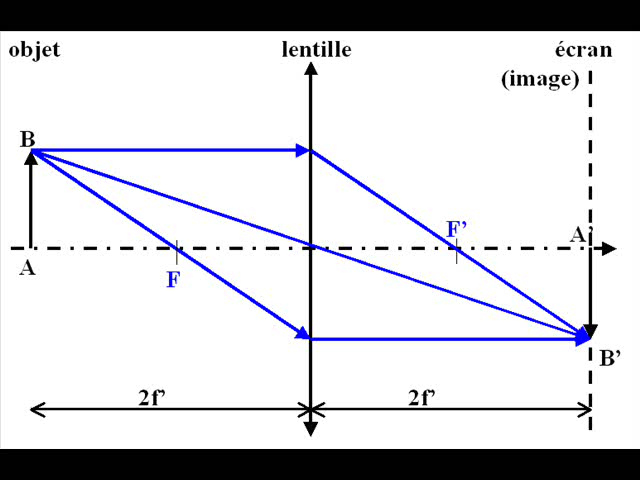 objet
lentille
écran
(image)
B
F’
A’
A
F
B’
2f’
2f’